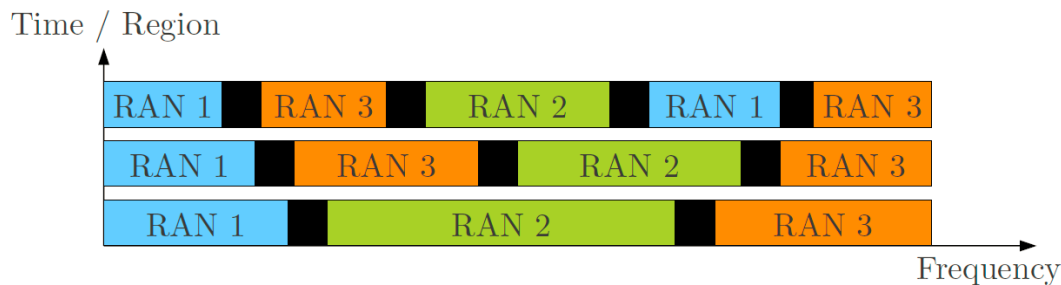 Time / Region
RAN 1 RAN 3 RAN 2 RAN 1 RAN 3
RAN 1 RAN 3 RAN 2 RAN 3
RAN 1 RAN 2 RAN 3
Frequency